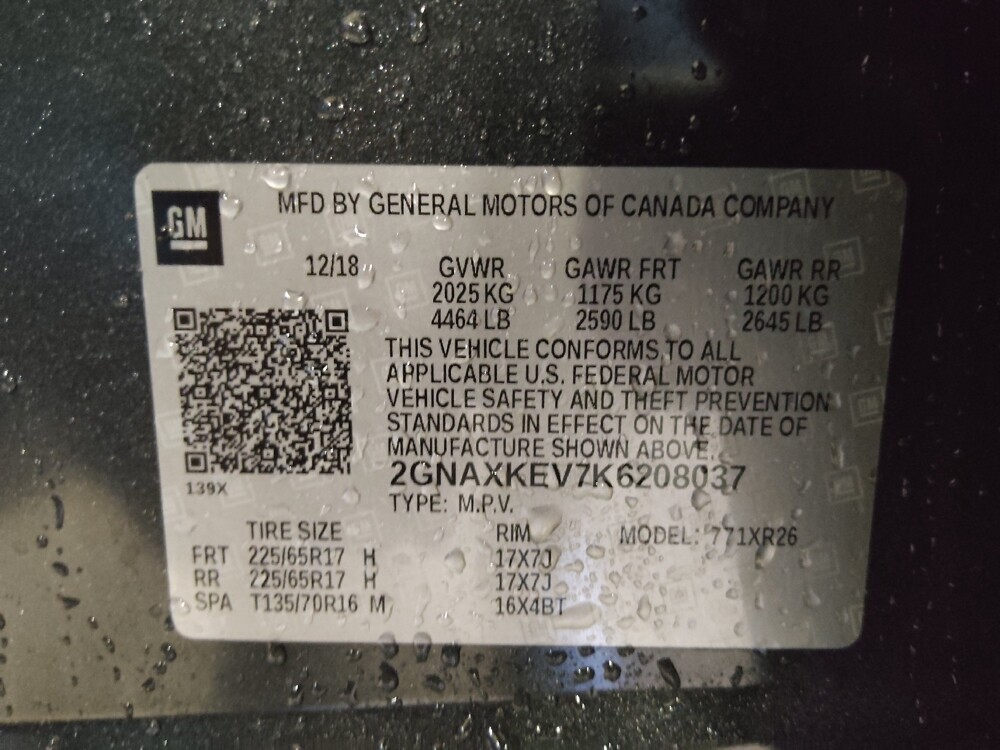 GM
MFD BY GENERAL MOTORS OF CANADA COMPANY
12/18 GVWR GAWR FRT GAWR RR
2025 KG 1175 KG 1200 KG
4464 LB 2590 LB 2645 LB
THIS VEHICLE CONFORMS TO ALL
APPLICABLE U.S. FEDERAL MOTOR
VEHICLE SAFETY AND THEFT PREVENTION
STANDARDS IN EFFECT ON THE DATE OF
MANUFACTURE SHOWN ABOVE.
2GNAXKEV7K6208037
139X
TYPE: M.P.V.
TIRE SIZE RIM MODEL: 771XR26
FRT 225/65R17 H 17X7J
RR 225/65R17 H 17X7J
SPA T135/70R16 M 16X4BT